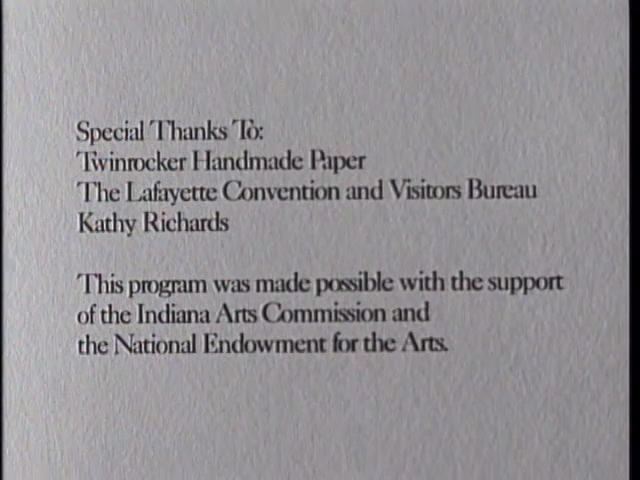 Special Thanks To:
Twinrocker Handmade Paper
The Lafayette Convention and Visitors Bureau
Kathy Richards
This program was made possible with the support
of the Indiana Arts Commission and
the National Endowment for the Arts.